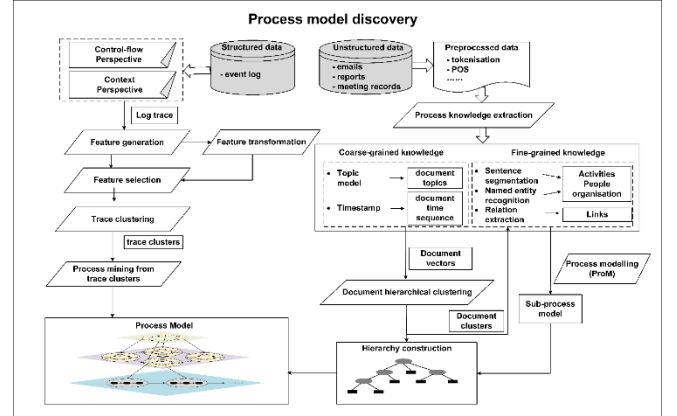 Process model discovery
Control-flow
Perspective
Context
Perspective
Structured data
- event log
Unstructured data
- emails
- reports
- meeting records
Preprocessed data
- tokenisation
- POS
......
Log trace
Process knowledge extraction
Feature generation
Feature transformation
Feature selection
Coarse-grained knowledge
• Topic
model
document
topics
• Timestamp
document
time
sequence
Fine-grained knowledge
• Sentence
segmentation
• Named entity
recognition
• Relation
extraction
Activities
People
organisation
Links
Trace clustering
trace clusters
Process mining from
trace clusters
Document
vectors
Document hierarchical clustering
Document
clusters
Process modelling
(ProM)
Sub-process
model
Process Model
Hierarchy construction